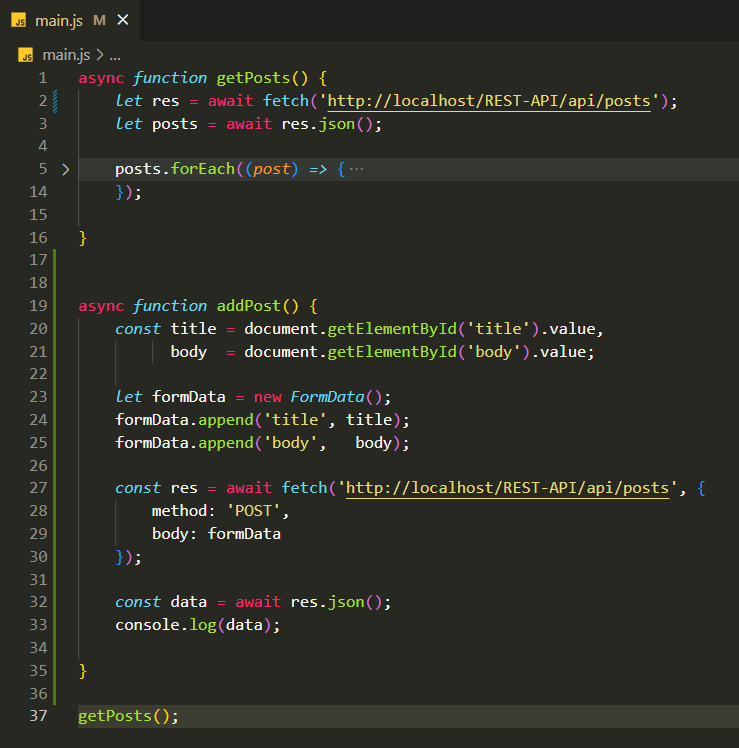 JS main.js M ×
JS main.js > ...
1 async function getPosts() {
2     let res = await fetch('http://localhost/REST-API/api/posts');
3     let posts = await res.json();
4
5 >   posts.forEach((post) => { ...
14     });
15
16 }
17
18
19 async function addPost() {
20     const title = document.getElementById('title').value,
21           body  = document.getElementById('body').value;
22
23     let formData = new FormData();
24     formData.append('title', title);
25     formData.append('body',   body);
26
27     const res = await fetch('http://localhost/REST-API/api/posts', {
28         method: 'POST',
29         body: formData
30     });
31
32     const data = await res.json();
33     console.log(data);
34
35 }
36
37 getPosts();